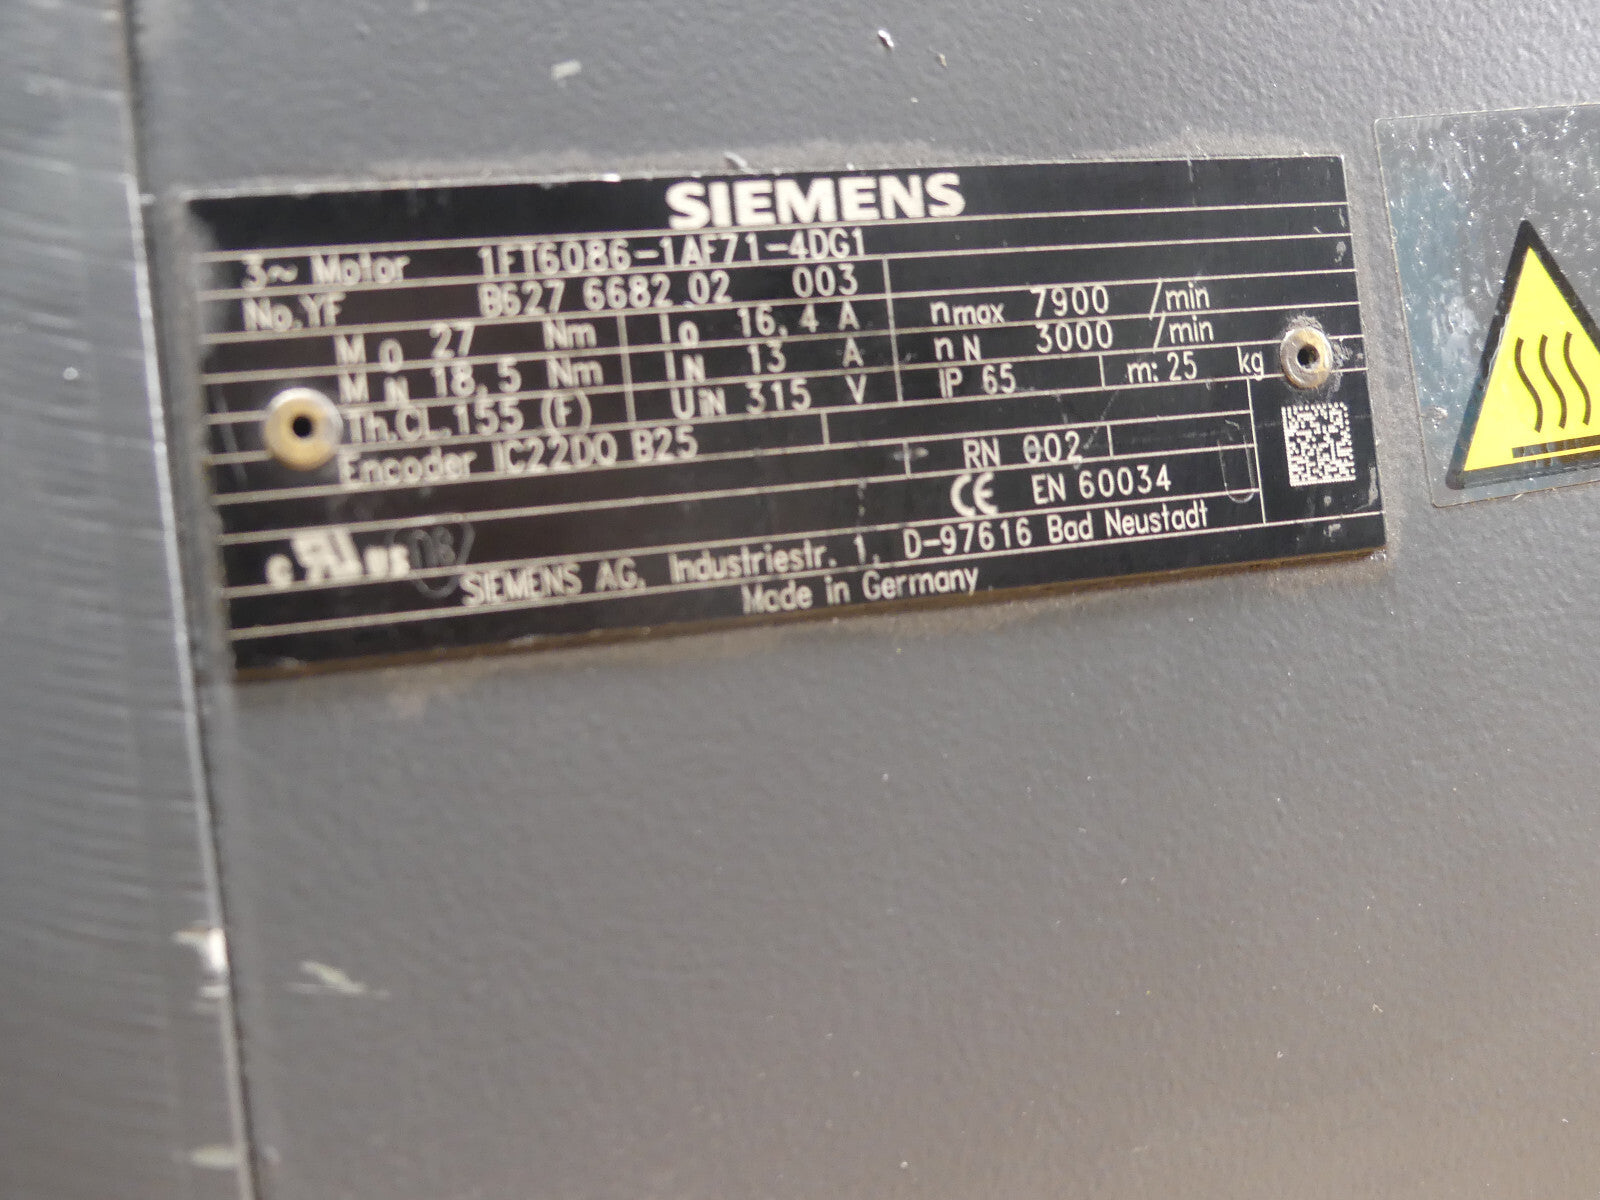 SIEMENS
3~ Motor 1FT6086-1AF71-4DG1
No.YF B627 6682 02 003
M0 27 Nm I0 16,4 A nmax 7900 /min
MN 18,5 Nm IN 13 A nN 3000 /min
Th.CL.155 (F) UIN 315 V IP 65 m: 25 kg
Encoder IC2200 B25
RN 002
CE EN 60034
SIEMENS AG, Industriestr. 1, D-97616 Bad Neustadt
Made in Germany